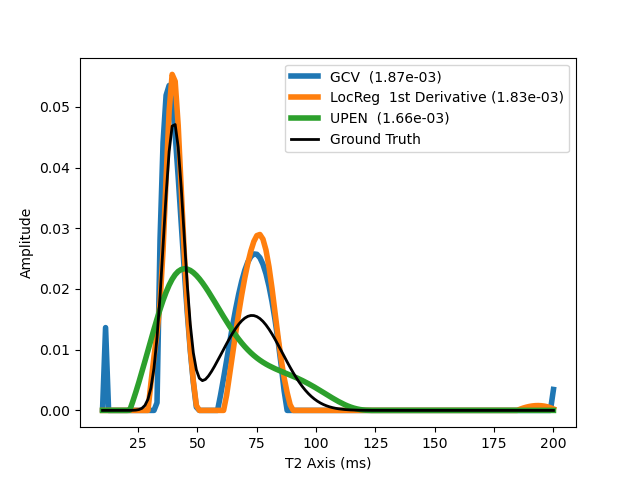 GCV  (1.87e-03)
LocReg  1st Derivative (1.83e-03)
UPEN  (1.66e-03)
Ground Truth
0.05
0.04
0.03
0.02
0.01
0.00
Amplitude
25 50 75 100 125 150 175 200
T2 Axis (ms)